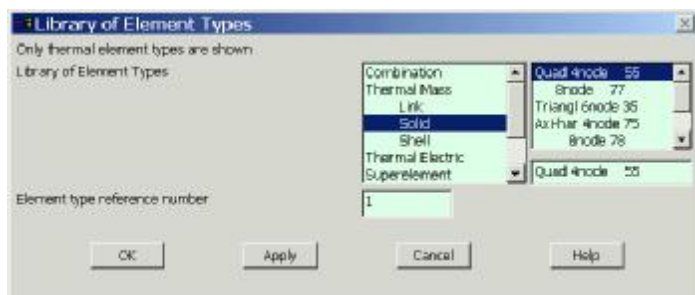 Library of Element Types
Only thermal element types are shown
Library of Element Types
Combination
Thermal Mass
Link
Solid
Shell
Thermal Electric
Superelement
Quad 4node 55
8node 77
Triangl 6node 35
Axi-har 4node 75
8node 78
Quad 4node 55
Element type reference number
1
OK
Apply
Cancel
Help